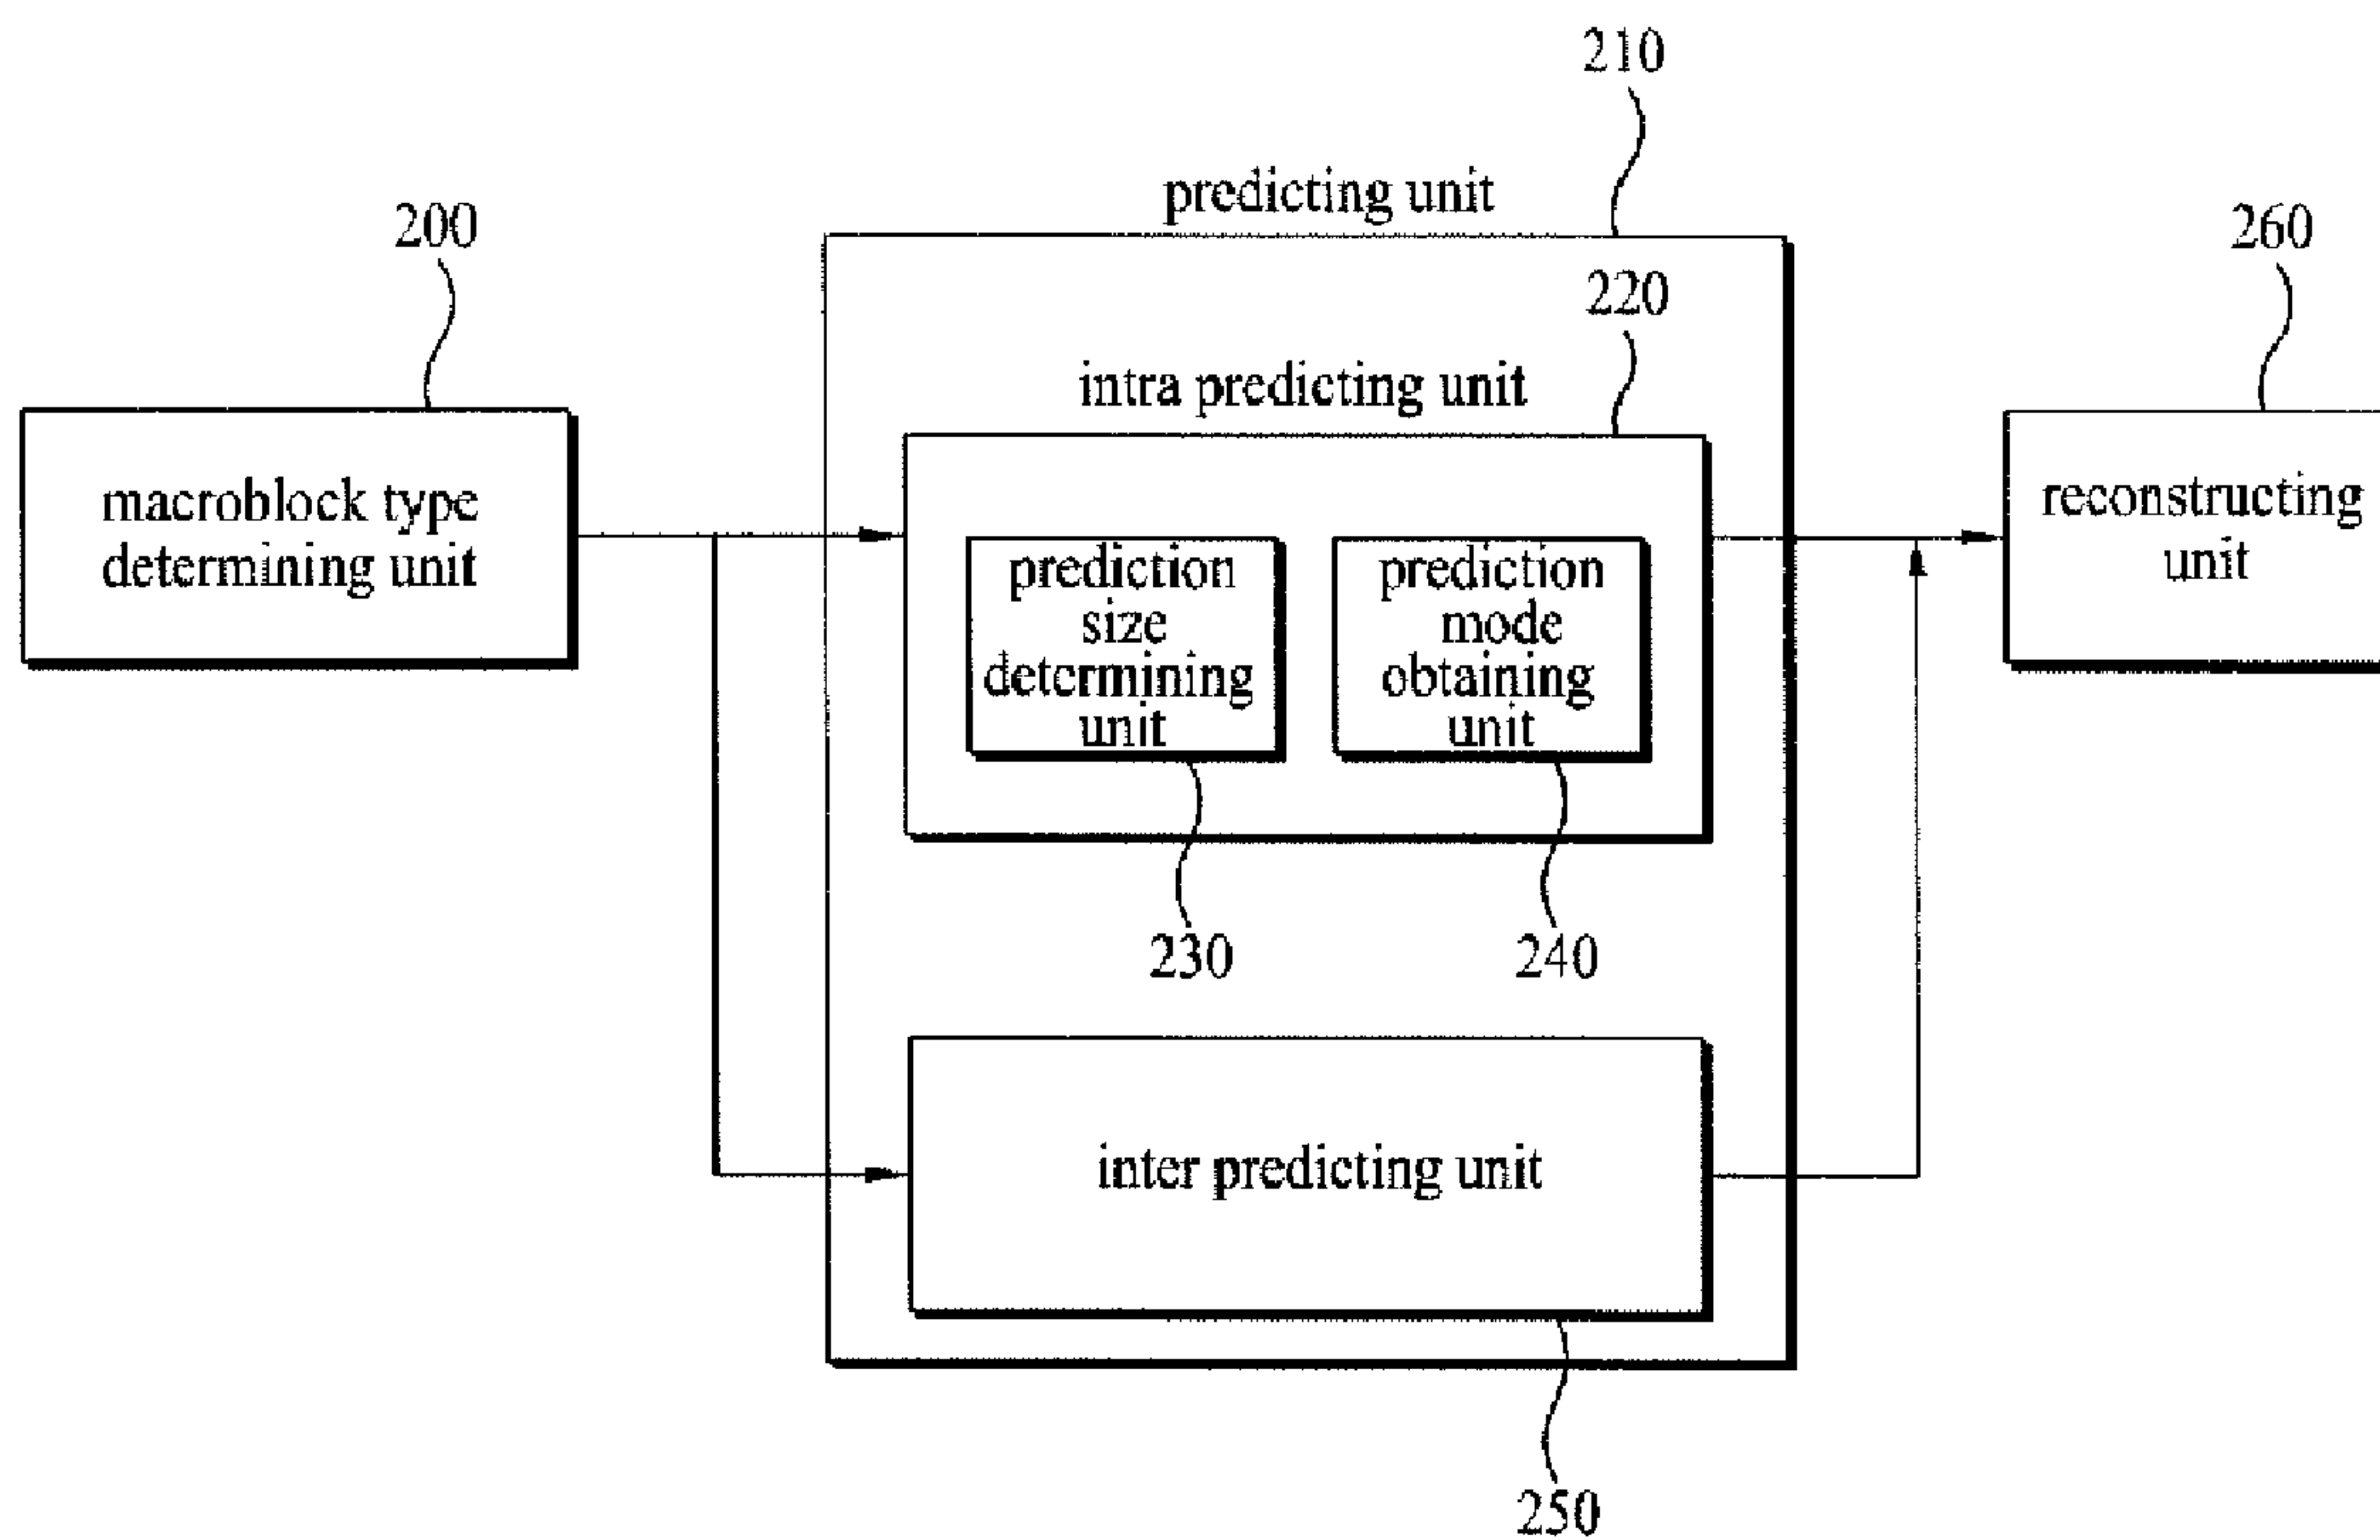 210
predicting unit
200
260
220
intra predicting unit
macroblock type
determining unit
reconstructing
unit
prediction
size
determining
unit
prediction
mode
obtaining
unit
230
240
inter predicting unit
250